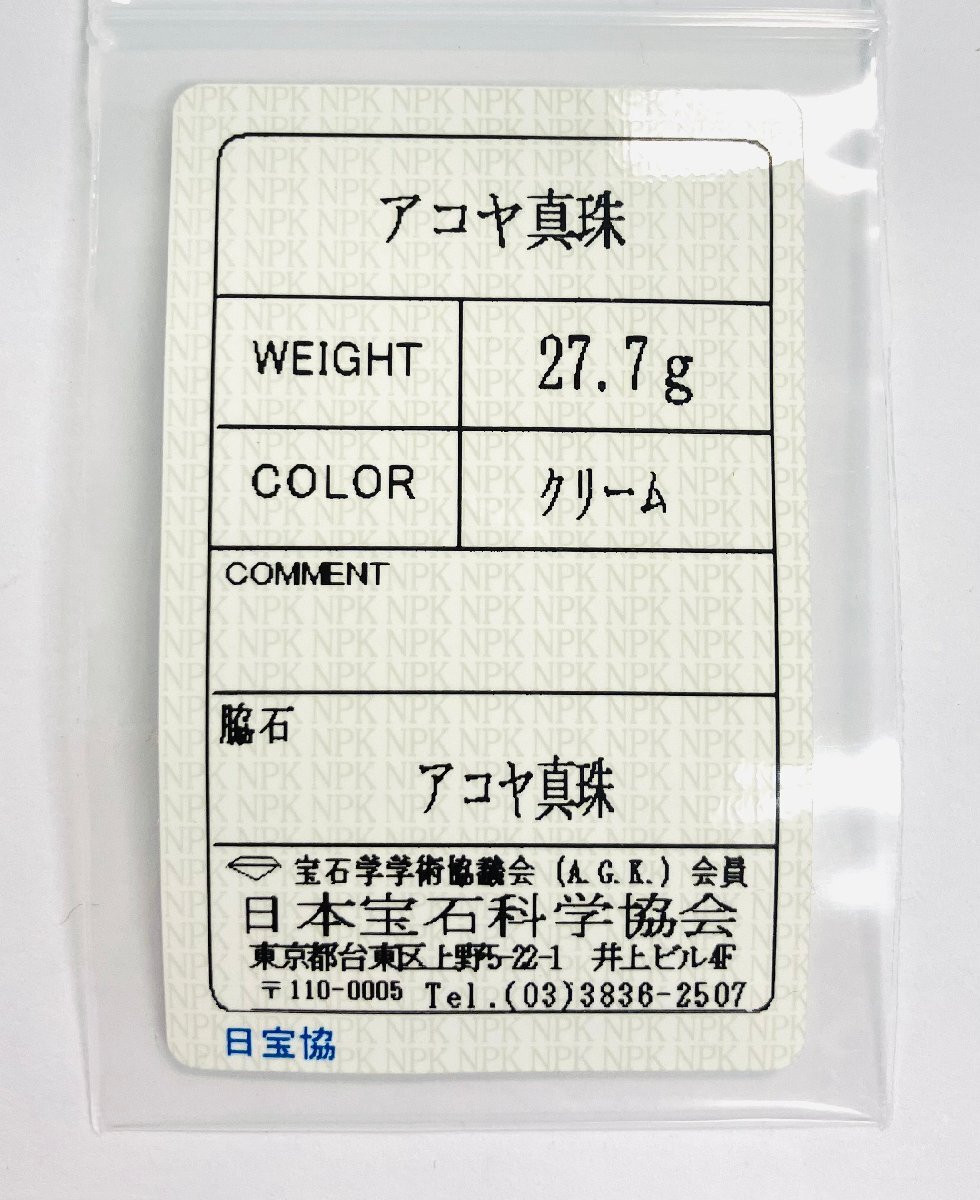 アコヤ真珠
WEIGHT 27.7g
COLOR クリーム
COMMENT
脇石
アコヤ真珠
宝石学学術協議会 (A.G.K.) 会員
日本宝石科学協会
東京都台東区上野5-22-1 井上ビル4F
〒110-0005 Tel.(03)3836-2507
日宝協